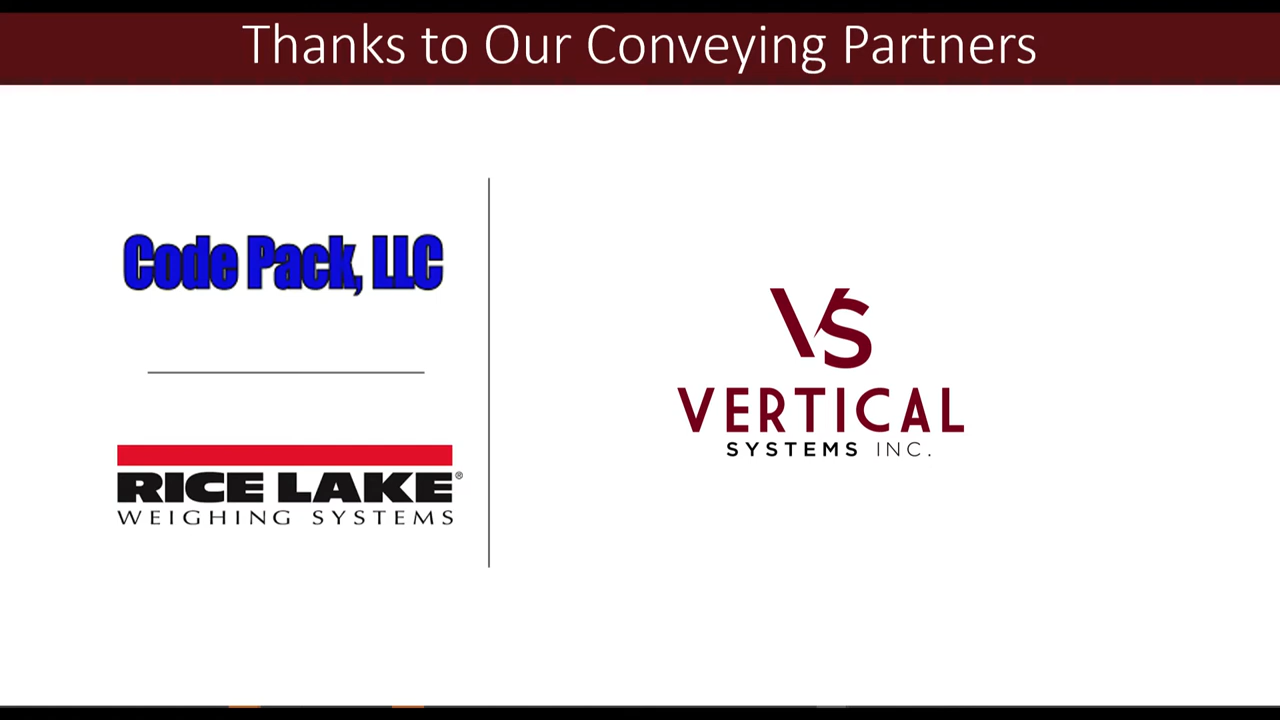 Thanks to Our Conveying Partners
Code Pack, LLC
RICE LAKE®
WEIGHING SYSTEMS
VS
VERTICAL
SYSTEMS INC.